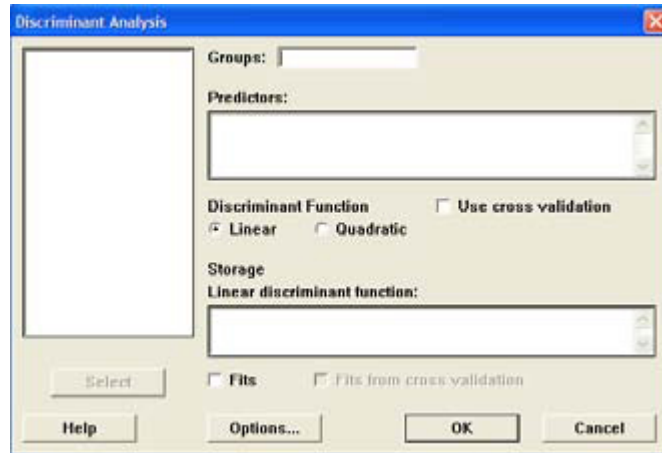 Discriminant Analysis
Groups:
Predictors:
Discriminant Function
Use cross validation
Linear
Quadratic
Storage
Linear discriminant function:
Select
Fits
Fits from cross validation
Help
Options...
OK
Cancel